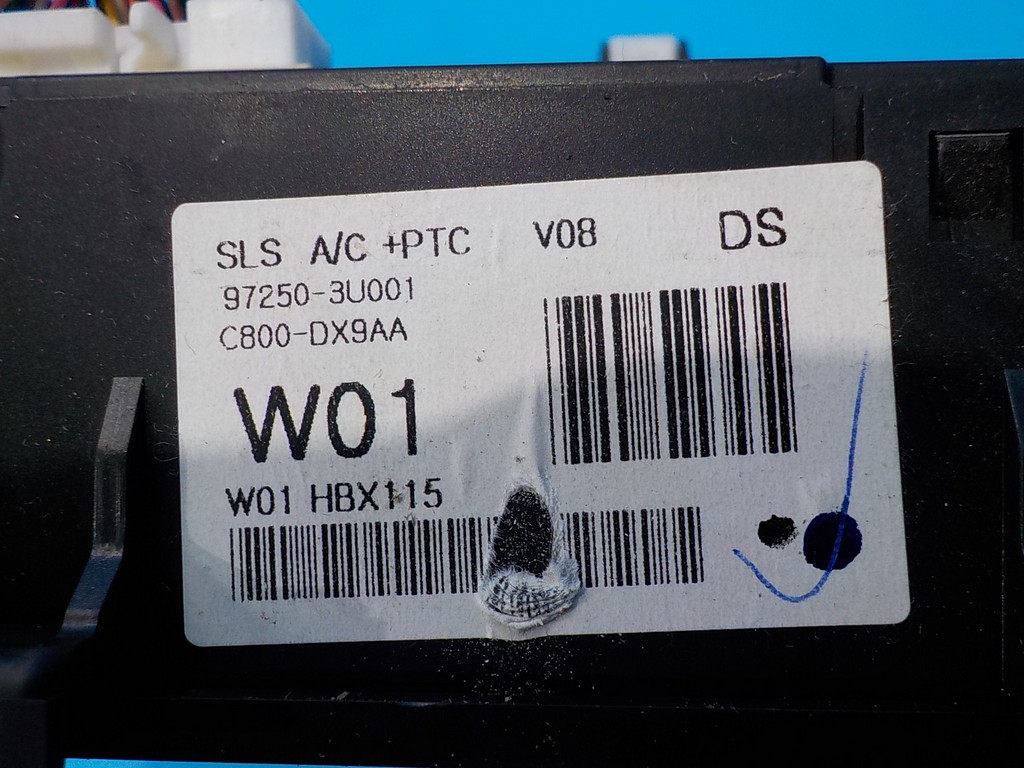 SLS A/C +PTC V08 DS
97250-3U001
C800-DX9AA
W01
W01 HBX115